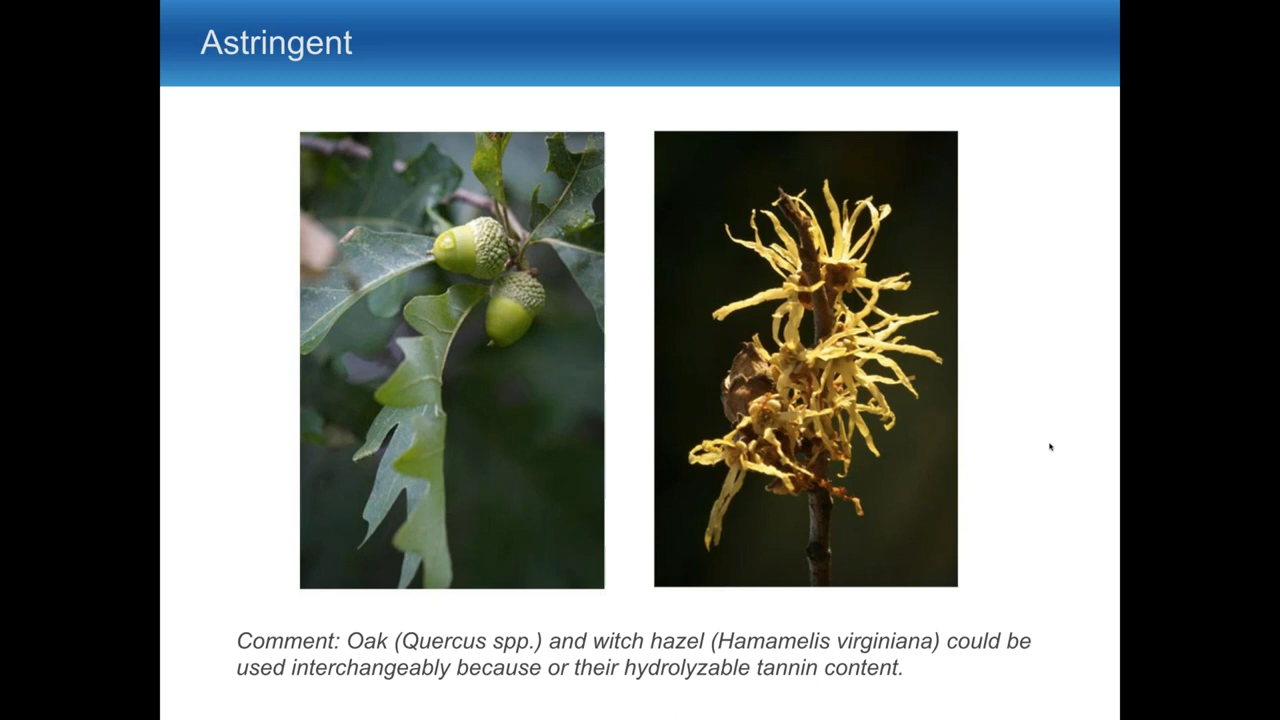 Astringent
Comment: Oak (Quercus spp.) and witch hazel (Hamamelis virginiana) could be
used interchangeably because or their hydrolyzable tannin content.